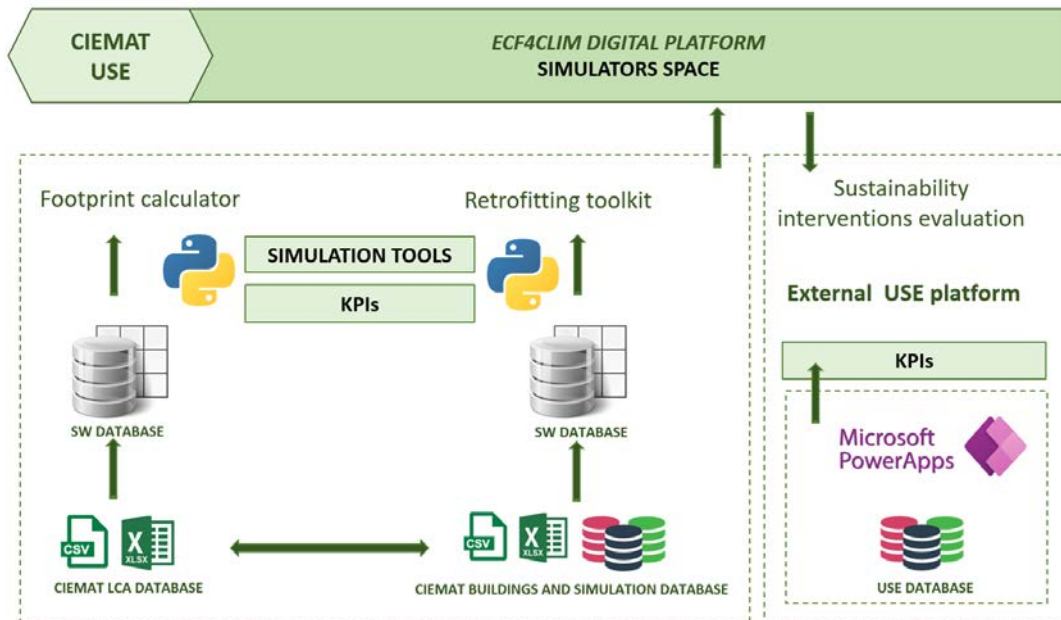 CIEMAT
USE
ECF4CLIM DIGITAL PLATFORM
SIMULATORS SPACE
Footprint calculator
Retrofitting toolkit
SIMULATION TOOLS
KPIs
SW DATABASE
SW DATABASE
CSV
X
XLSX
CSV
X
XLSX
CIEMAT LCA DATABASE
CIEMAT BUILDINGS AND SIMULATION DATABASE
Sustainability
interventions evaluation
External USE platform
KPIs
Microsoft
PowerApps
USE DATABASE